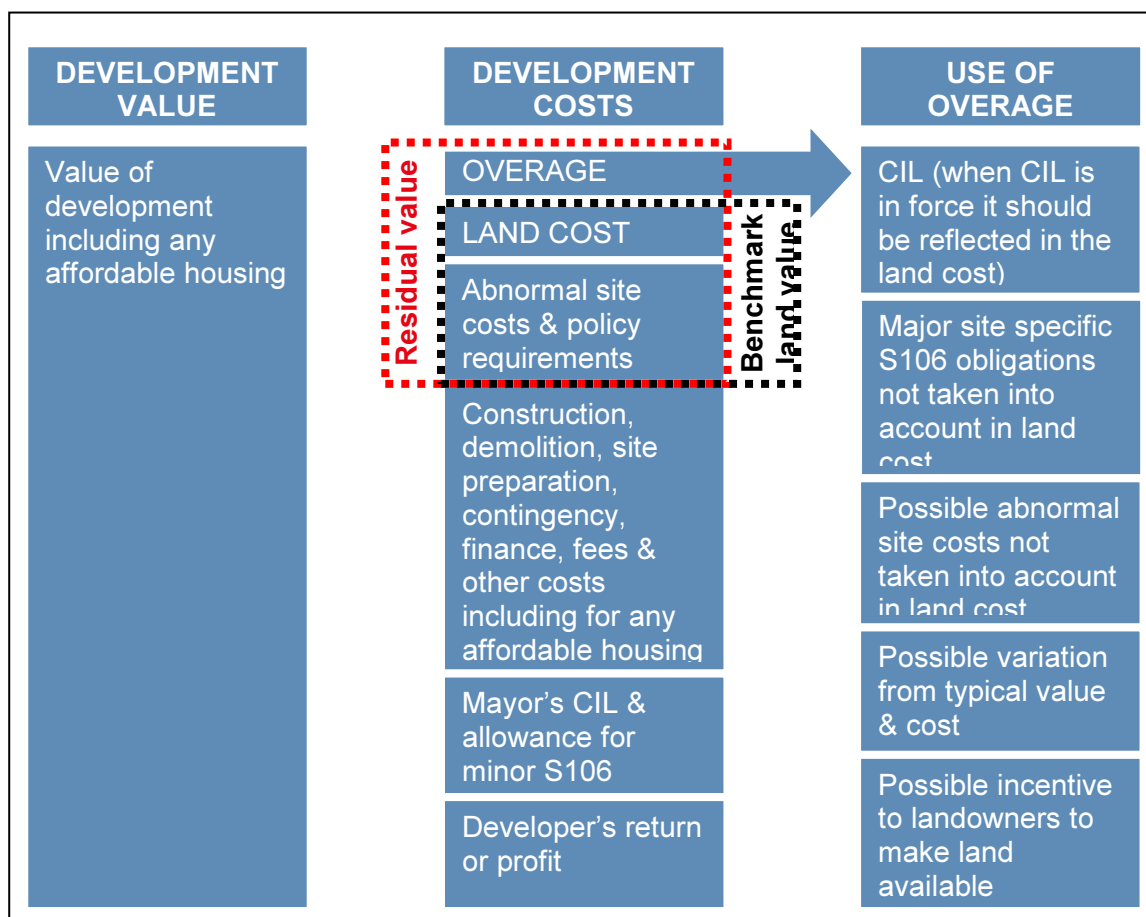 DEVELOPMENT
VALUE
Value of
development
including any
affordable housing
DEVELOPMENT
COSTS
Residual value
OVERAGE
LAND COST
Abnormal site
costs & policy
requirements
Benchmark
land value
Construction,
demolition, site
preparation,
contingency,
finance, fees &
other costs
including for any
affordable housing
Mayor’s CIL &
allowance for
minor S106
Developer’s return
or profit
USE OF
OVERAGE
CIL (when CIL is
in force it should
be reflected in the
land cost)
Major site specific
S106 obligations
not taken into
account in land
cost
Possible abnormal
site costs not
taken into account
in land cost
Possible variation
from typical value
& cost
Possible incentive
to landowners to
make land
available